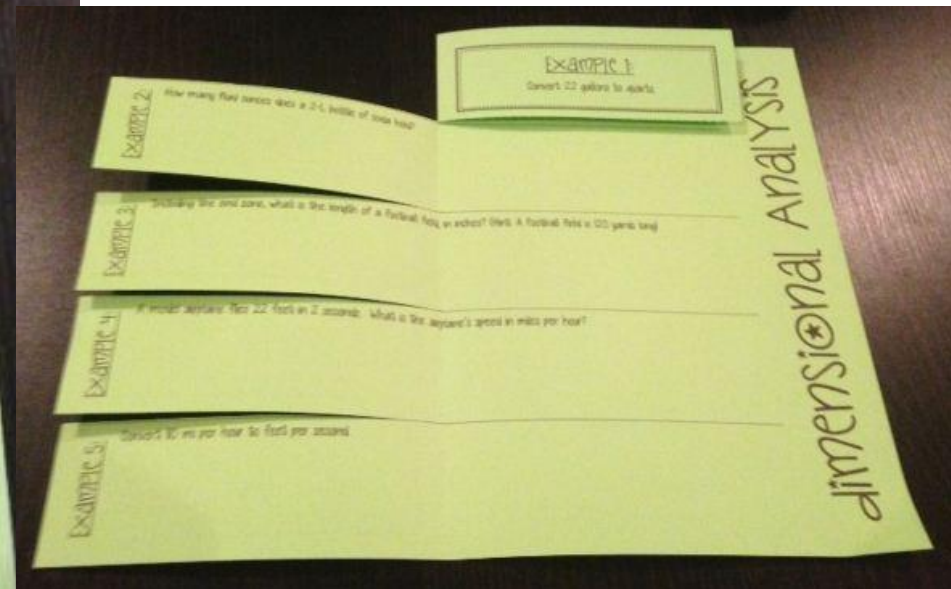 Example 1:
Convert 22 gallons to quarts.
dimensional Analysis
Example 2:
How many fluid ounces does a 2-L bottle of soda have?
Example 3:
Including the end zone, what is the length of a football field in inches? (Hint: A football field is 120 yards long)
Example 4:
A model airplane flies 22 feet in 2 seconds. What is the airplane's speed in miles per hour?
Example 5:
Convert 10 mi per hour to feet per second.